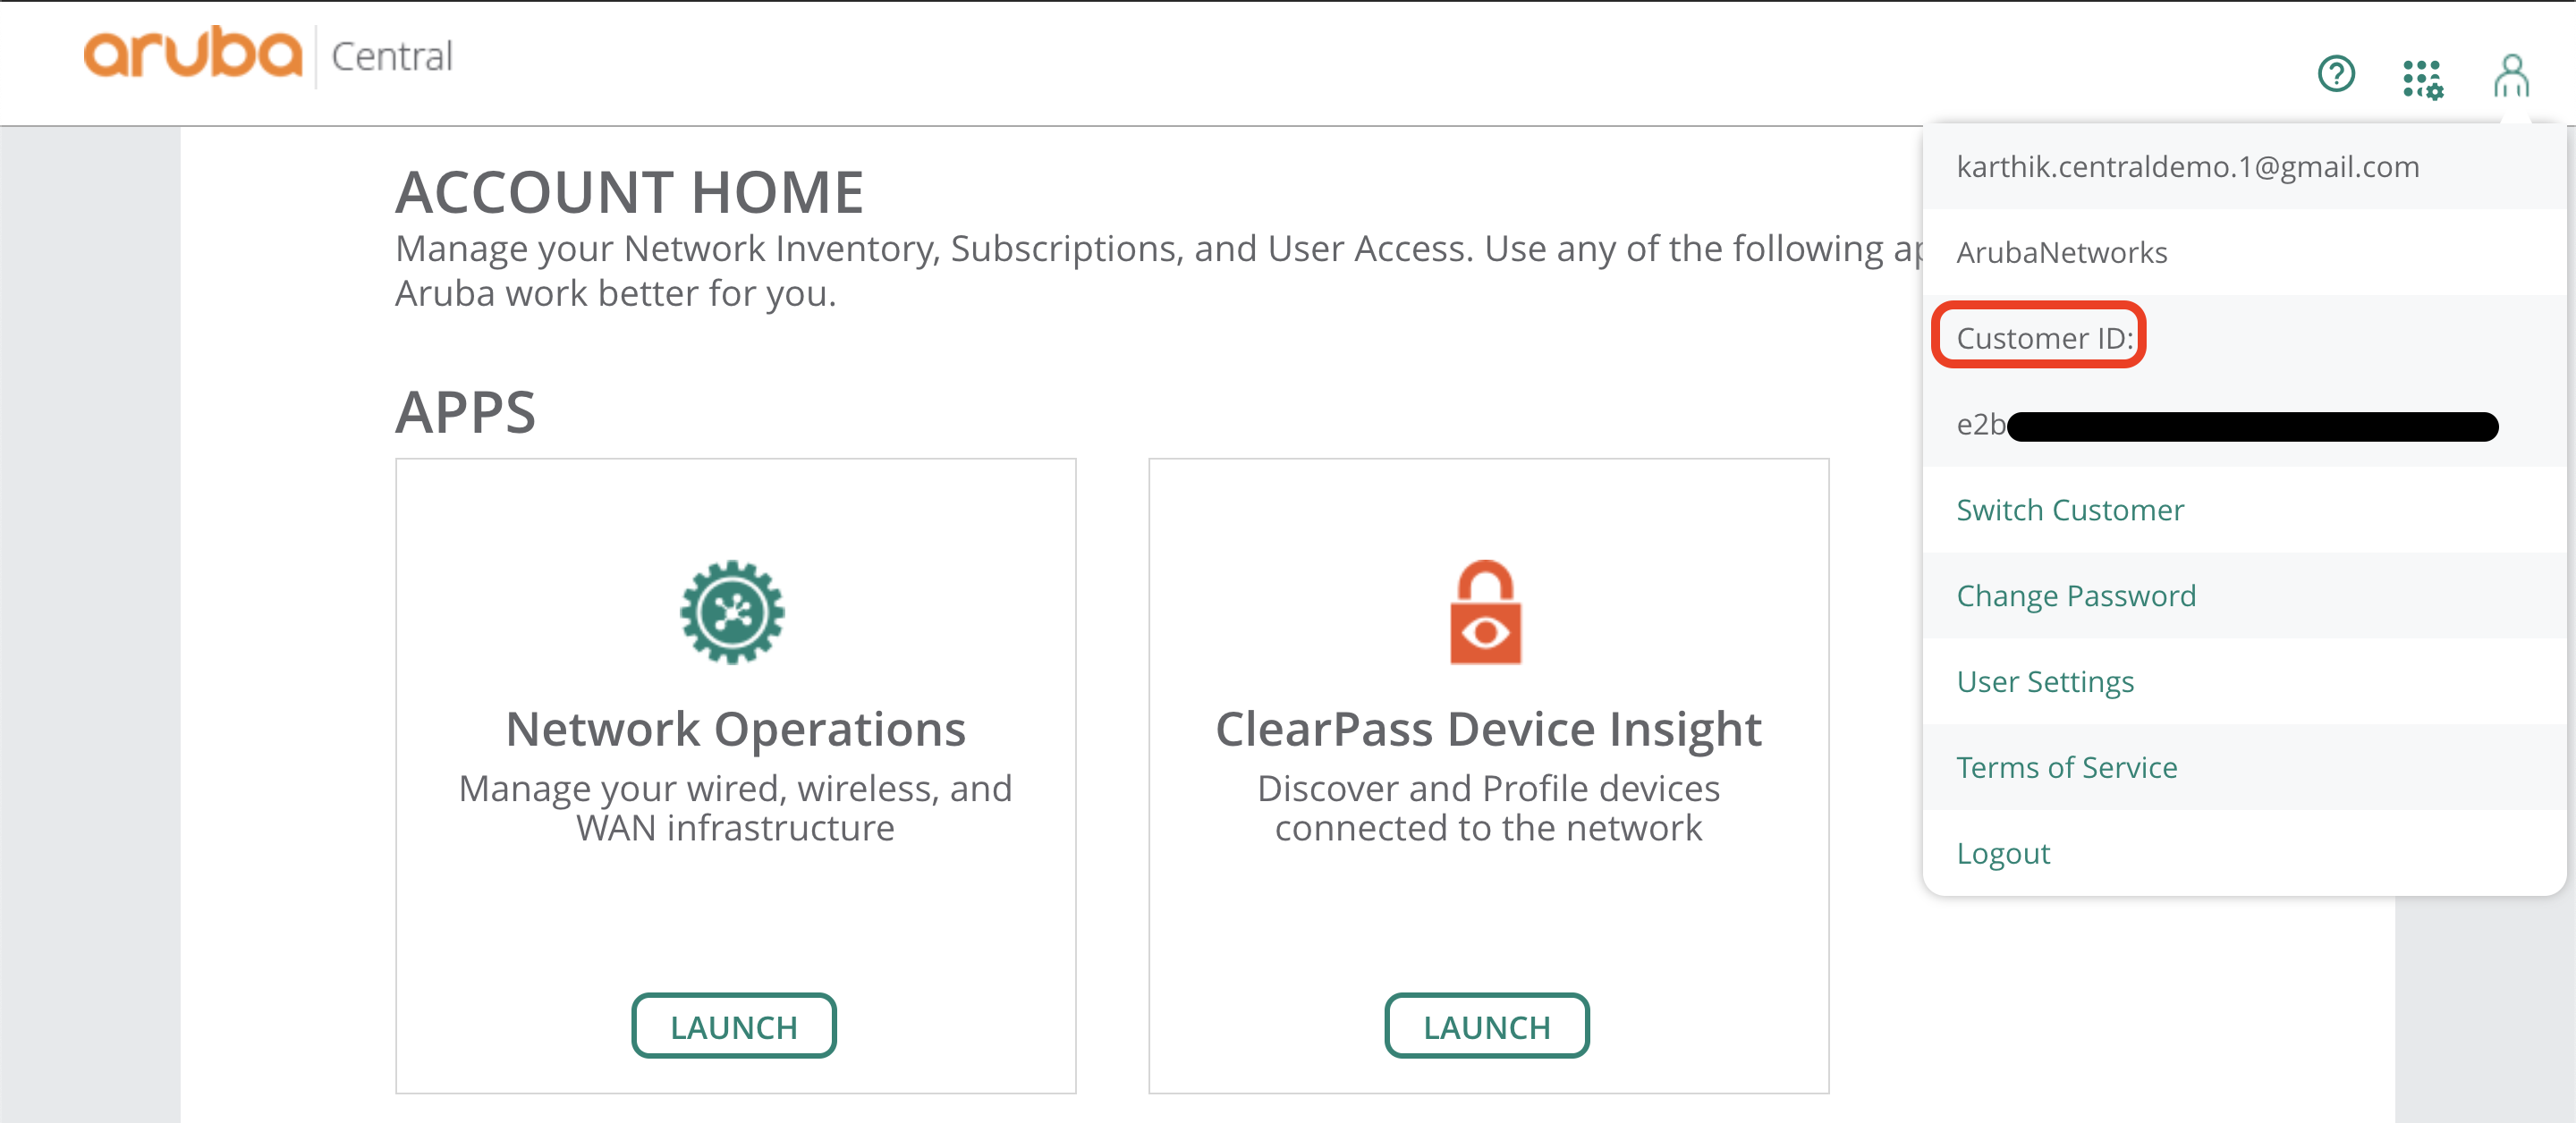 aruba Central
ACCOUNT HOME
Manage your Network Inventory, Subscriptions, and User Access. Use any of the following
Aruba work better for you.
APPS
Network Operations
Manage your wired, wireless, and
WAN infrastructure
LAUNCH
ClearPass Device Insight
Discover and Profile devices
connected to the network
LAUNCH
karthik.centraldemo.1@gmail.com
ArubaNetworks
Customer ID:
e2b
Switch Customer
Change Password
User Settings
Terms of Service
Logout